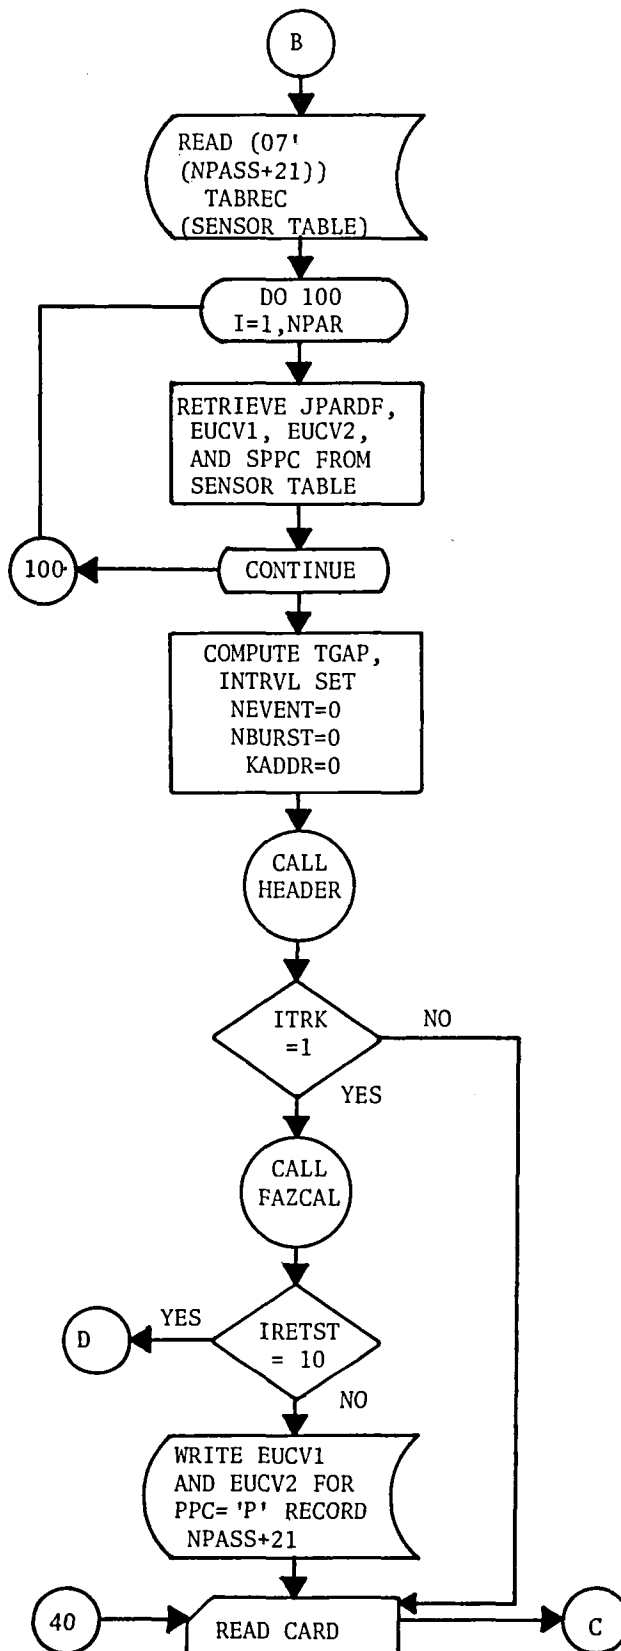 B
READ (07'
(NPASS+21))
TABREC
(SENSOR TABLE)
DO 100
I=1,NPAR
RETRIEVE JPARDF,
EUCV1, EUCV2,
AND SPPC FROM
SENSOR TABLE
100
CONTINUE
COMPUTE TGAP,
INTRVL SET
NEVENT=0
NBURST=0
KADDR=0
CALL
HEADER
ITRK
=1
NO
YES
CALL
FAZCAL
D
YES
IRETST
= 10
NO
WRITE EUCV1
AND EUCV2 FOR
PPC='P' RECORD
NPASS+21
40
READ CARD
C